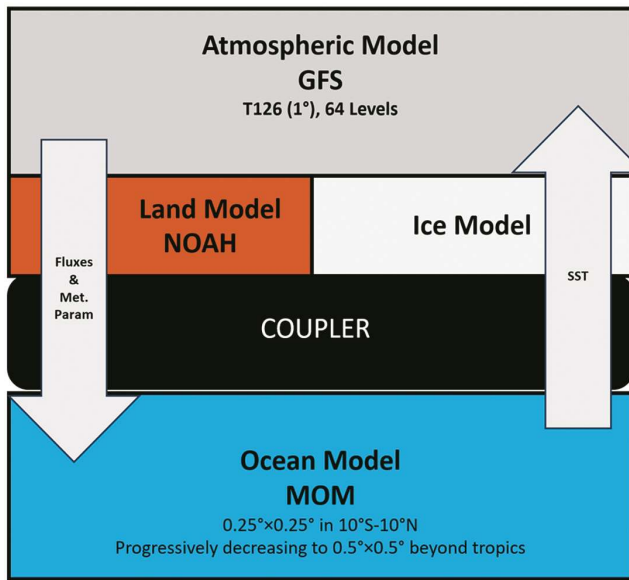 Atmospheric Model
GFS
T126 (1°), 64 Levels
Land Model
NOAH
Ice Model
Fluxes
&
Met.
Param
SST
COUPLER
Ocean Model
MOM
0.25°×0.25° in 10°S-10°N
Progressively decreasing to 0.5°×0.5° beyond tropics